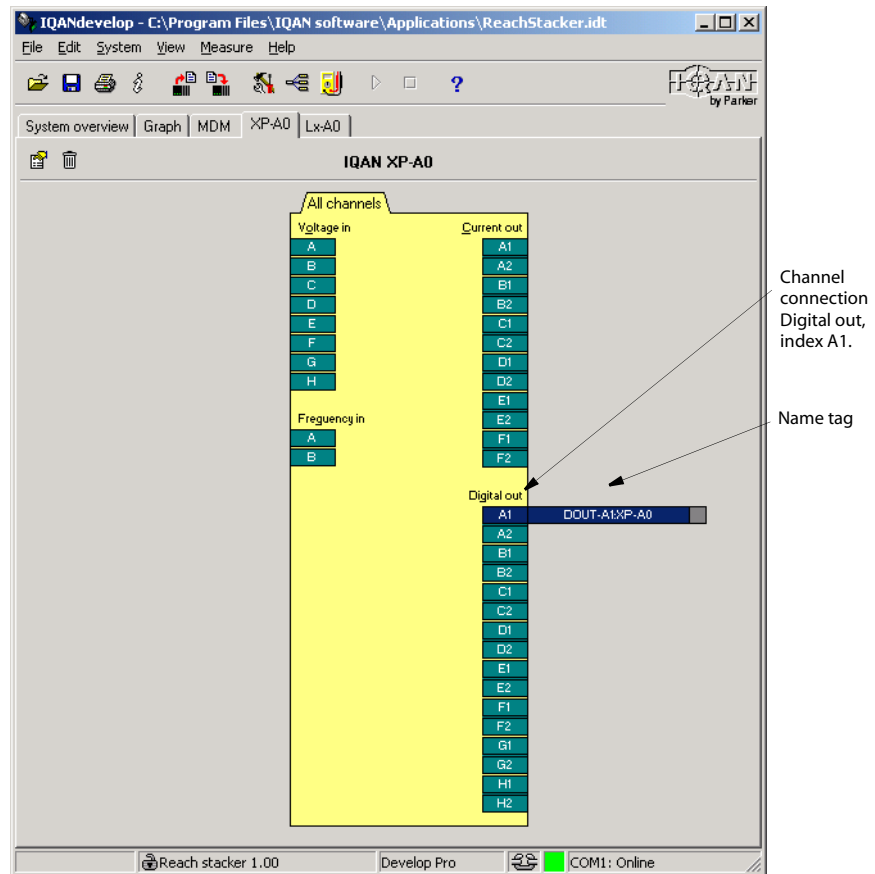 IQANdevelop - C:\Program Files\IQAN software\Applications\ReachStacker.idt
File Edit System View Measure Help
IQAN
by Parker
System overview Graph MDM XP-A0 Lx-A0
IQAN XP-A0
All channels
Voltage in
A
B
C
D
E
F
G
H
Frequency in
A
B
Current out
A1
A2
B1
B2
C1
C2
D1
D2
E1
E2
F1
F2
Digital out
A1 DOUT-A1:XP-A0
A2
B1
B2
C1
C2
D1
D2
E1
E2
F1
F2
G1
G2
H1
H2
Channel
connection
Digital out,
index A1.
Name tag
Reach stacker 1.00 Develop Pro COM1: Online